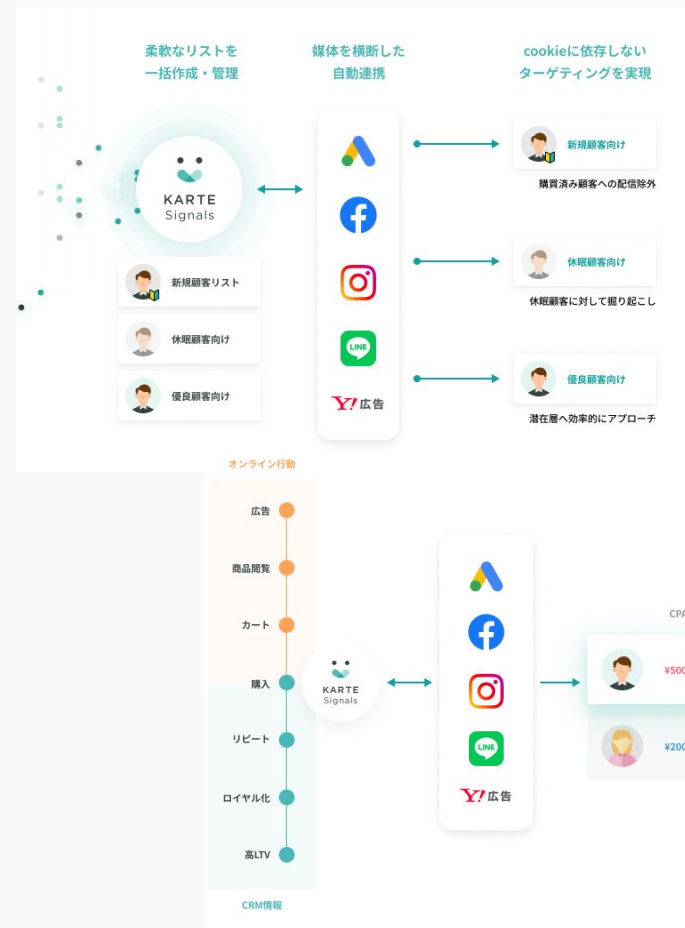 柔軟なリストを
一括作成・管理
媒体を横断した
自動連携
cookieに依存しない
ターゲティングを実現
KARTE
Signals
新規顧客リスト
休眠顧客向け
優良顧客向け
LINE
Y!広告
新規顧客向け
購買済み顧客への配信除外
休眠顧客向け
休眠顧客に対して掘り起こし
優良顧客向け
潜在層へ効率的にアプローチ
オンライン行動
広告
商品閲覧
カート
購入
リピート
ロイヤル化
高LTV
CRM情報
KARTE
Signals
LINE
Y!広告
CPA
¥500
¥200